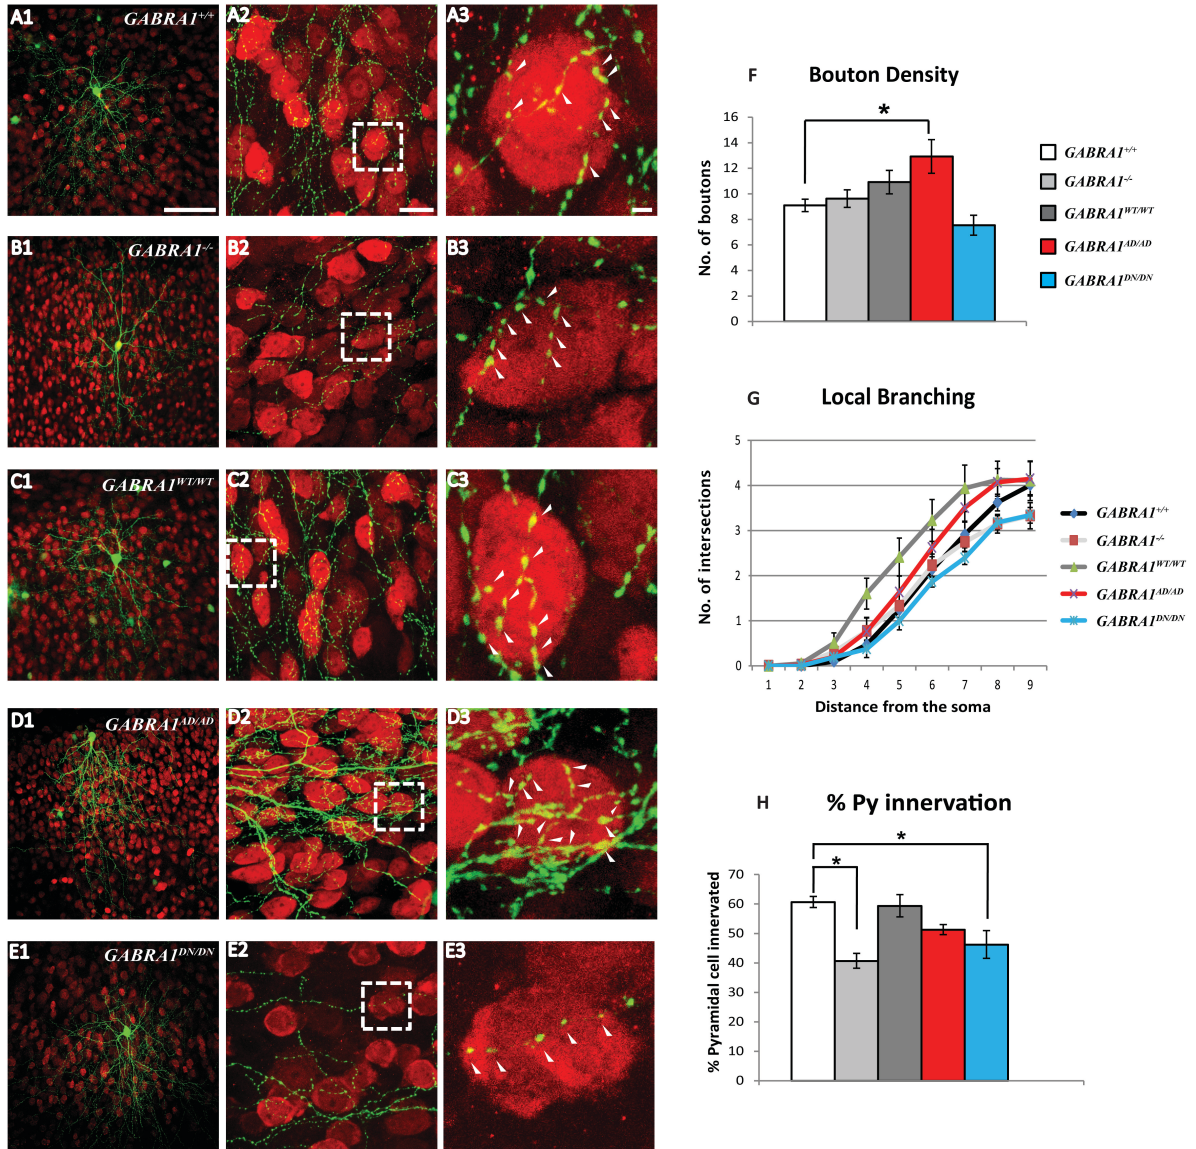 A1 GABRA1+/+ A2 A3
B1 GABRA1-/- B2 B3
C1 GABRA1WT/WT C2 C3
D1 GABRA1AD/AD D2 D3
E1 GABRA1DN/DN E2 E3
F Bouton Density
*
No. of boutons
16
14
12
10
8
6
4
2
0
GABRA1+/+
GABRA1-/-
GABRA1WT/WT
GABRA1AD/AD
GABRA1DN/DN
G Local Branching
No. of intersections
5
4
3
2
1
0
1 2 3 4 5 6 7 8 9
Distance from the soma
GABRA1+/+
GABRA1-/-
GABRA1WT/WT
GABRA1AD/AD
GABRA1DN/DN
H % Py innervation
*
*
% Pyramidal cell innervated
70
60
50
40
30
20
10
0